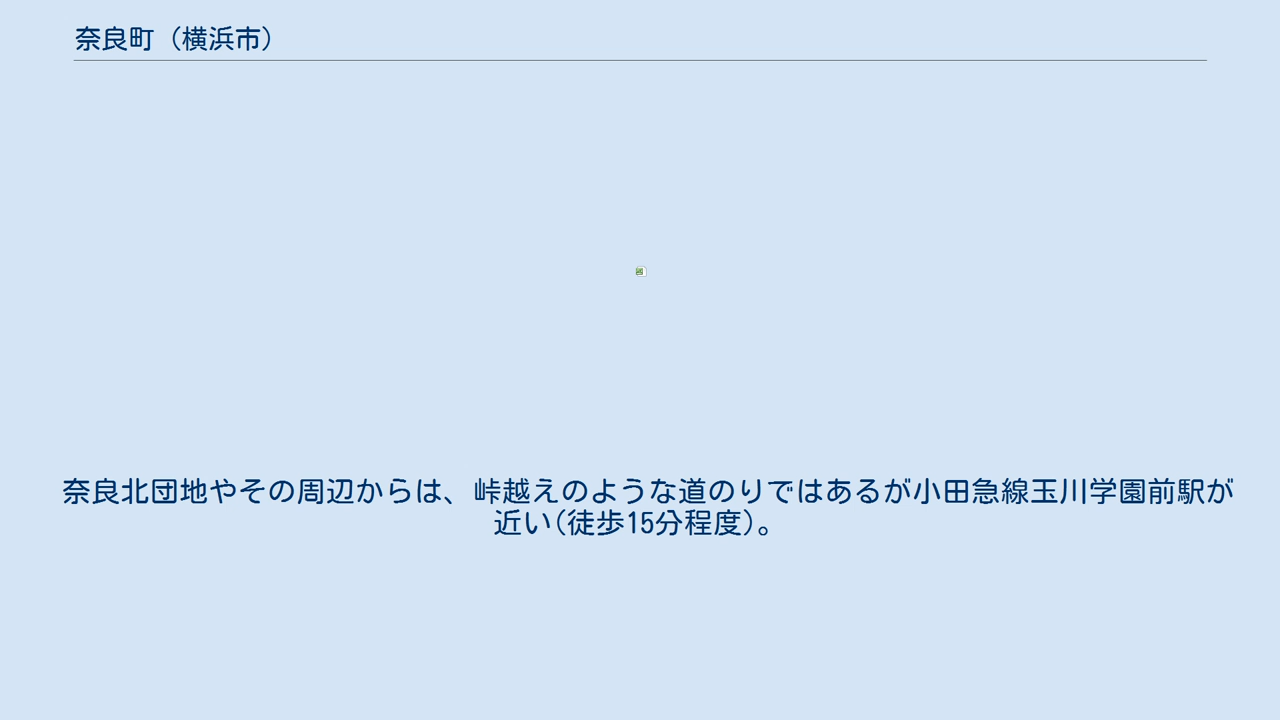 奈良町（横浜市）
奈良北団地やその周辺からは、峠越えのような道のりではあるが小田急線玉川学園前駅が
近い(徒歩15分程度)。